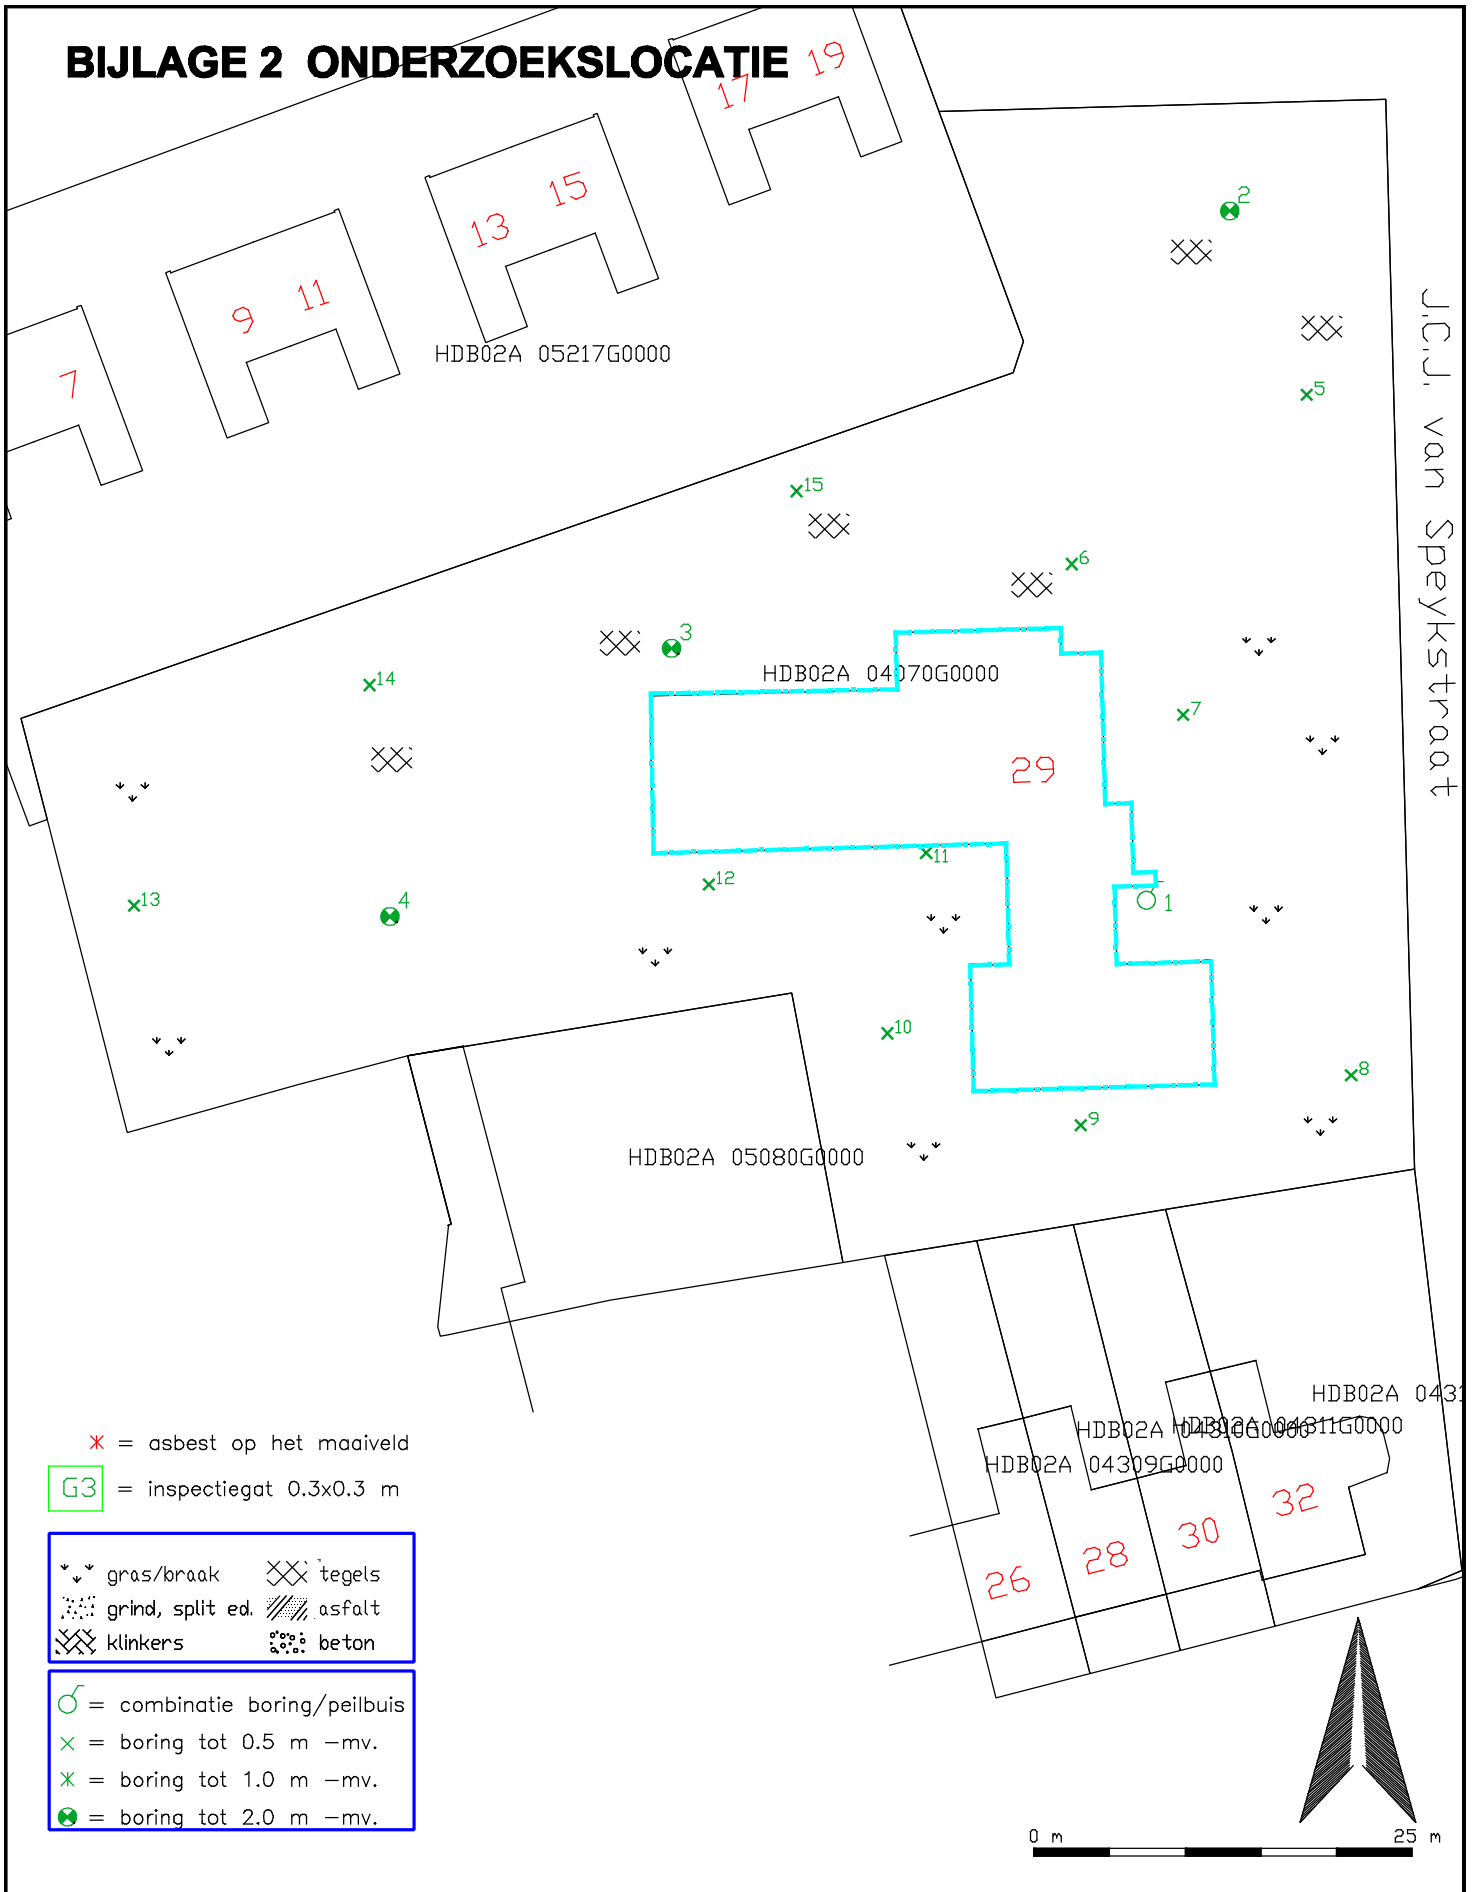 BIJLAGE 2 ONDERZOEKSLOCATIE
19
17
15
13
11
9
7
2
HDB02A 05217G0000
5
J.C.J. van Speykstraat
15
6
3
HDB02A 04070G0000
14
7
29
11
12
13
4
1
10
8
9
HDB02A 05080G0000
HDB02A 0431
HDB02A 04311G0000
HDB02A 04310G0000
HDB02A 04309G0000
32
30
28
26
= asbest op het maaiveld
G3 = inspectiegat 0.3x0.3 m
gras/braak
tegels
grind, split ed.
asfalt
klinkers
beton
= combinatie boring/peilbuis
= boring tot 0.5 m -mv.
= boring tot 1.0 m -mv.
= boring tot 2.0 m -mv.
0 m
25 m